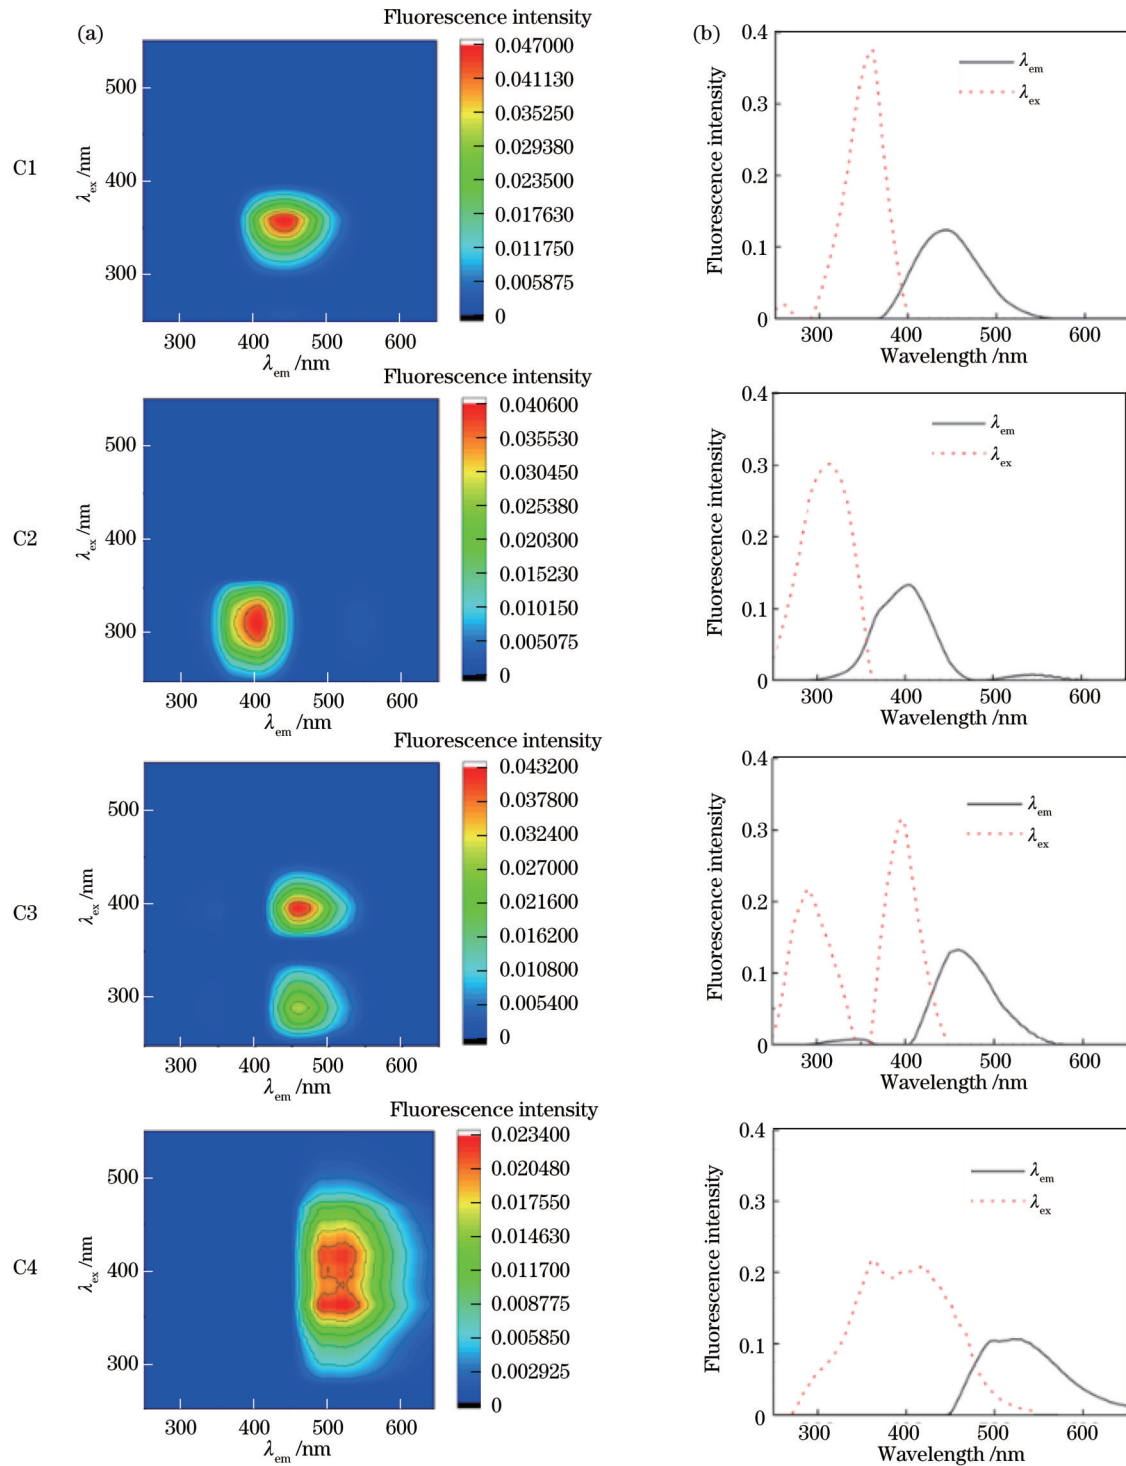 (a)
Fluorescence intensity
C1
λex /nm
500
400
300
300 400 500 600
λem /nm
0.047000
0.041130
0.035250
0.029380
0.023500
0.017630
0.011750
0.005875
0
(b)
Fluorescence intensity
0.4
0.3
0.2
0.1
0
λem
λex
300 400 500 600
Wavelength /nm
Fluorescence intensity
C2
λex /nm
500
400
300
300 400 500 600
λem /nm
0.040600
0.035530
0.030450
0.025380
0.020300
0.015230
0.010150
0.005075
0
Fluorescence intensity
0.4
0.3
0.2
0.1
0
λem
λex
300 400 500 600
Wavelength /nm
Fluorescence intensity
C3
λex /nm
500
400
300
300 400 500 600
λem /nm
0.043200
0.037800
0.032400
0.027000
0.021600
0.016200
0.010800
0.005400
0
Fluorescence intensity
0.4
0.3
0.2
0.1
0
λem
λex
300 400 500 600
Wavelength /nm
Fluorescence intensity
C4
λex /nm
500
400
300
300 400 500 600
λem /nm
0.023400
0.020480
0.017550
0.014630
0.011700
0.008775
0.005850
0.002925
0
Fluorescence intensity
0.4
0.3
0.2
0.1
0
λem
λex
300 400 500 600
Wavelength /nm